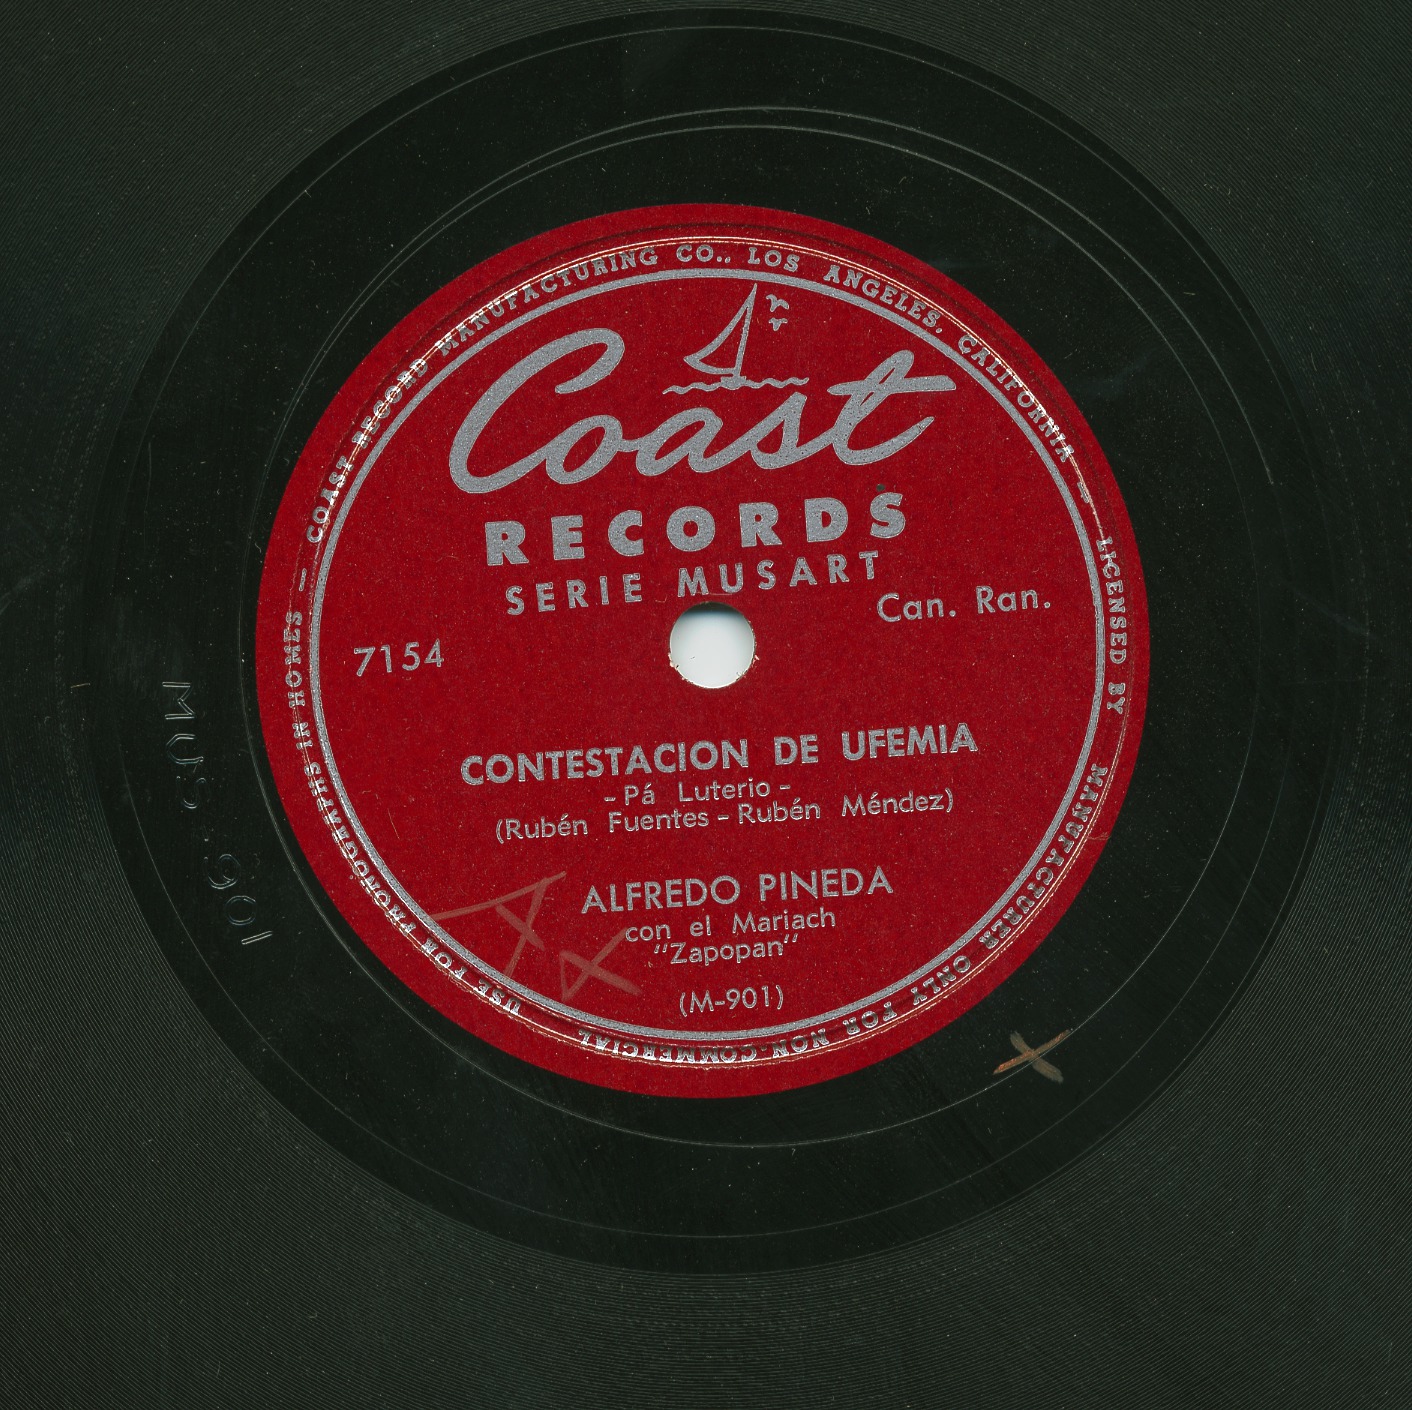 COAST RECORD MANUFACTURING CO., LOS ANGELES, CALIFORNIA — LICENSED BY MANUFACTURER ONLY FOR NON-COMMERCIAL USE FOR PHONOGRAPHS IN HOMES —
Coast
RECORDS
SERIE MUSART
Can. Ran.
7154
CONTESTACION DE UFEMIA
-Pá Luterio-
(Rubén Fuentes-Rubén Méndez)
ALFREDO PINEDA
con el Mariach
"Zapopan"
(M-901)
MUS. 901
X